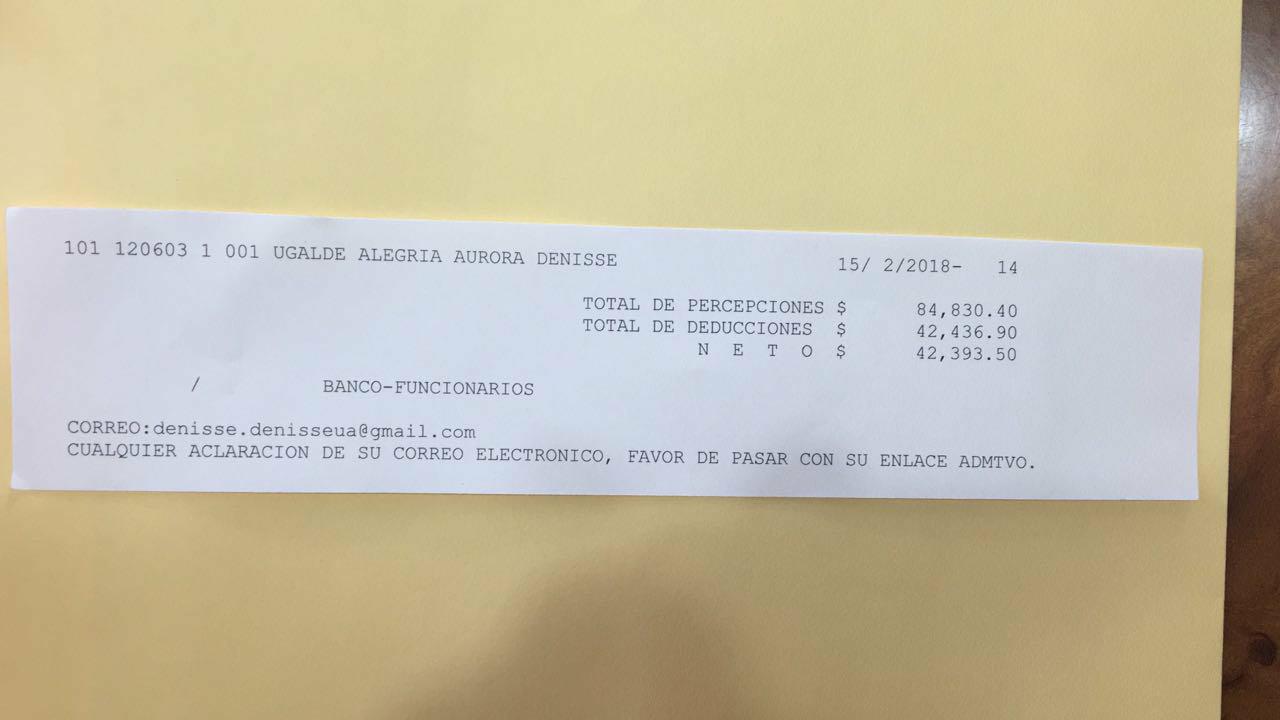 101 120603 1 001 UGALDE ALEGRIA AURORA DENISSE 15/ 2/2018- 14
TOTAL DE PERCEPCIONES $ 84,830.40
TOTAL DE DEDUCCIONES $ 42,436.90
N E T O $ 42,393.50
/ BANCO-FUNCIONARIOS
CORREO:denisse.denisseua@gmail.com
CUALQUIER ACLARACION DE SU CORREO ELECTRONICO, FAVOR DE PASAR CON SU ENLACE ADMTVO.